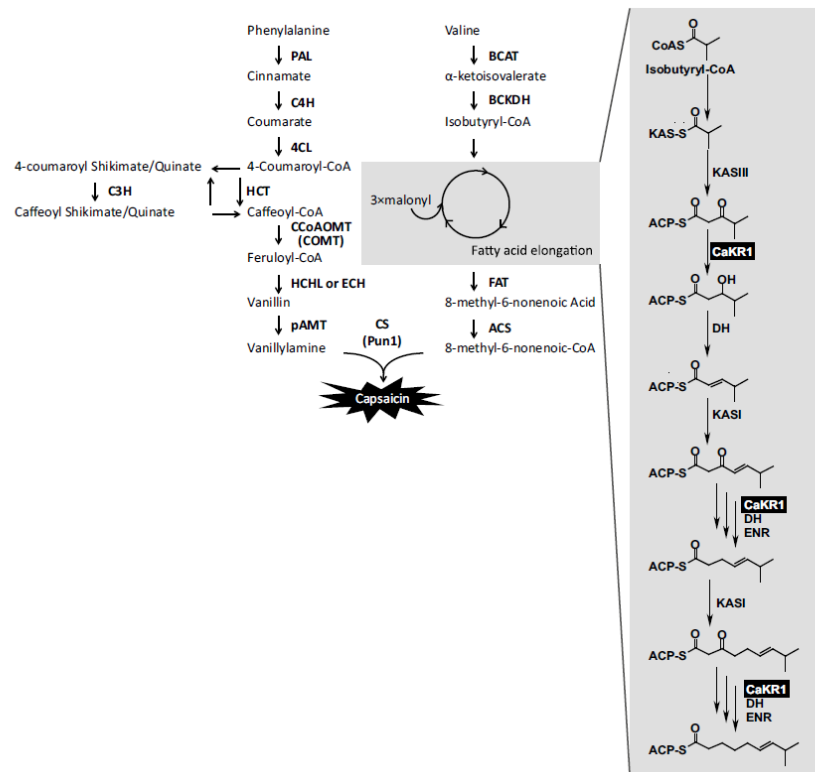 Phenylalanine
PAL
Cinnamate
C4H
Coumarate
4CL
4-coumaroyl Shikimate/Quinate
4-Coumaroyl-CoA
C3H
HCT
Caffeoyl Shikimate/Quinate
Caffeoyl-CoA
CCoAOMT
(COMT)
Feruloyl-CoA
HCHL or ECH
Vanillin
pAMT
Vanillylamine
CS
(Pun1)
Capsaicin
Valine
BCAT
α-ketoisovalerate
BCKDH
Isobutyryl-CoA
3×malonyl
Fatty acid elongation
FAT
8-methyl-6-nonenoic Acid
ACS
8-methyl-6-nonenoic-CoA
O
CoAS
Isobutyryl-CoA
O
KAS-S
KASIII
O O
ACP-S
CaKR1
O OH
ACP-S
DH
O
ACP-S
KASI
O O
ACP-S
CaKR1
DH
ENR
O
ACP-S
KASI
O O
ACP-S
CaKR1
DH
ENR
O
ACP-S